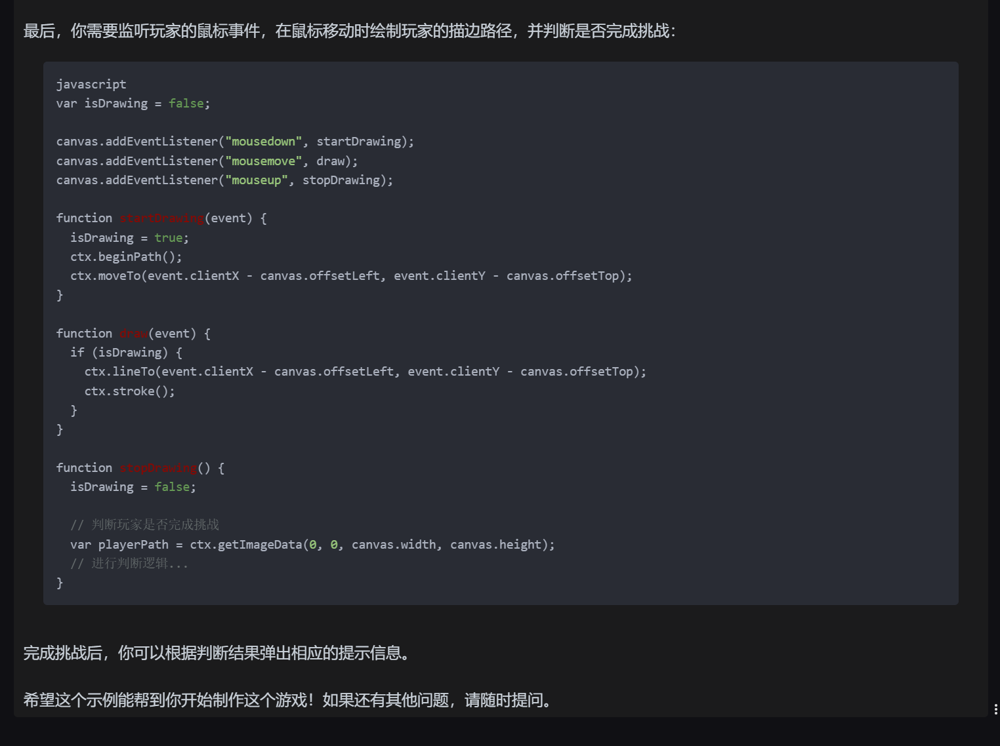 最后，你需要监听玩家的鼠标事件，在鼠标移动时绘制玩家的描边路径，并判断是否完成挑战：
javascript
var isDrawing = false;
canvas.addEventListener("mousedown", startDrawing);
canvas.addEventListener("mousemove", draw);
canvas.addEventListener("mouseup", stopDrawing);
function startDrawing(event) {
  isDrawing = true;
  ctx.beginPath();
  ctx.moveTo(event.clientX - canvas.offsetLeft, event.clientY - canvas.offsetTop);
}
function draw(event) {
  if (isDrawing) {
    ctx.lineTo(event.clientX - canvas.offsetLeft, event.clientY - canvas.offsetTop);
    ctx.stroke();
  }
}
function stopDrawing() {
  isDrawing = false;
  // 判断玩家是否完成挑战
  var playerPath = ctx.getImageData(0, 0, canvas.width, canvas.height);
  // 进行判断逻辑...
}
完成挑战后，你可以根据判断结果弹出相应的提示信息。
希望这个示例能帮到你开始制作这个游戏！如果还有其他问题，请随时提问。